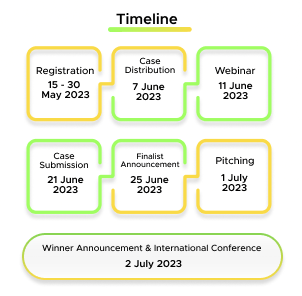 Timeline
Registration
15 - 30
May 2023
Case
Distribution
7 June
2023
Webinar
11 June
2023
Case
Submission
21 June
2023
Finalist
Announcement
25 June
2023
Pitching
1 July
2023
Winner Announcement & International Conference
2 July 2023